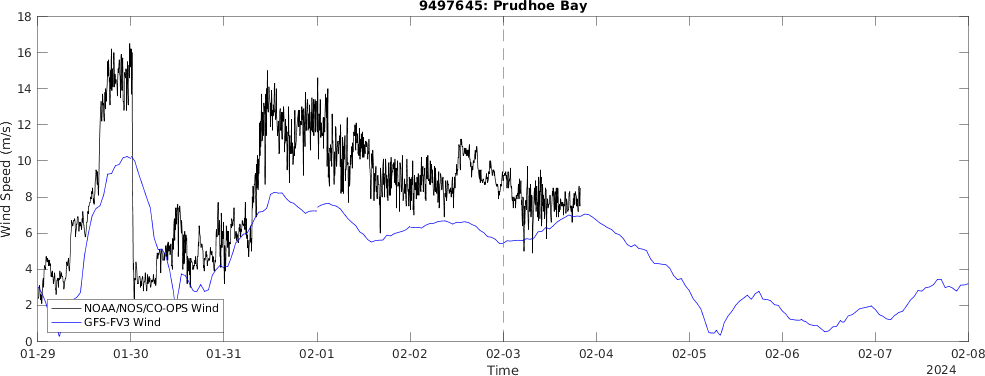 9497645: Prudhoe Bay
18
16
14
12
10
8
6
4
2
0
Wind Speed (m/s)
NOAA/NOS/CO-OPS Wind
GFS-FV3 Wind
01-29 01-30 01-31 02-01 02-02 02-03 02-04 02-05 02-06 02-07 02-08
Time
2024